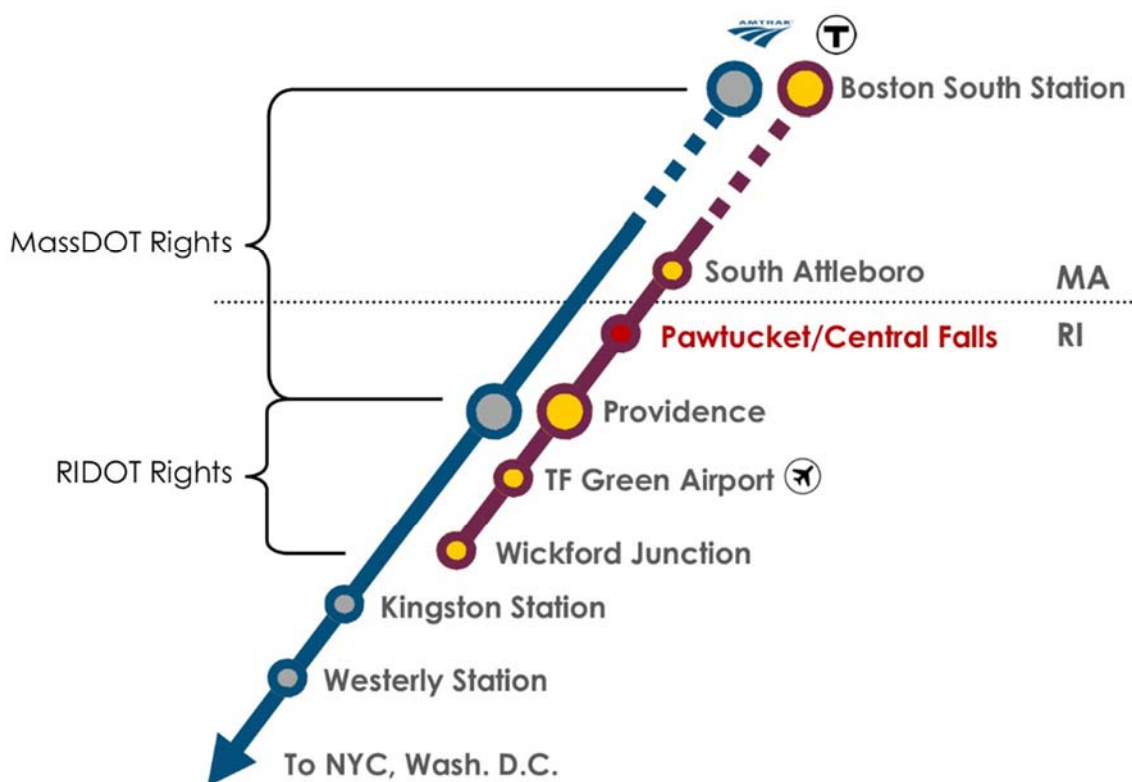 AMTRAK
T
Boston South Station
MassDOT Rights
South Attleboro
MA
Pawtucket/Central Falls
RI
Providence
RIDOT Rights
TF Green Airport
Wickford Junction
Kingston Station
Westerly Station
To NYC, Wash. D.C.